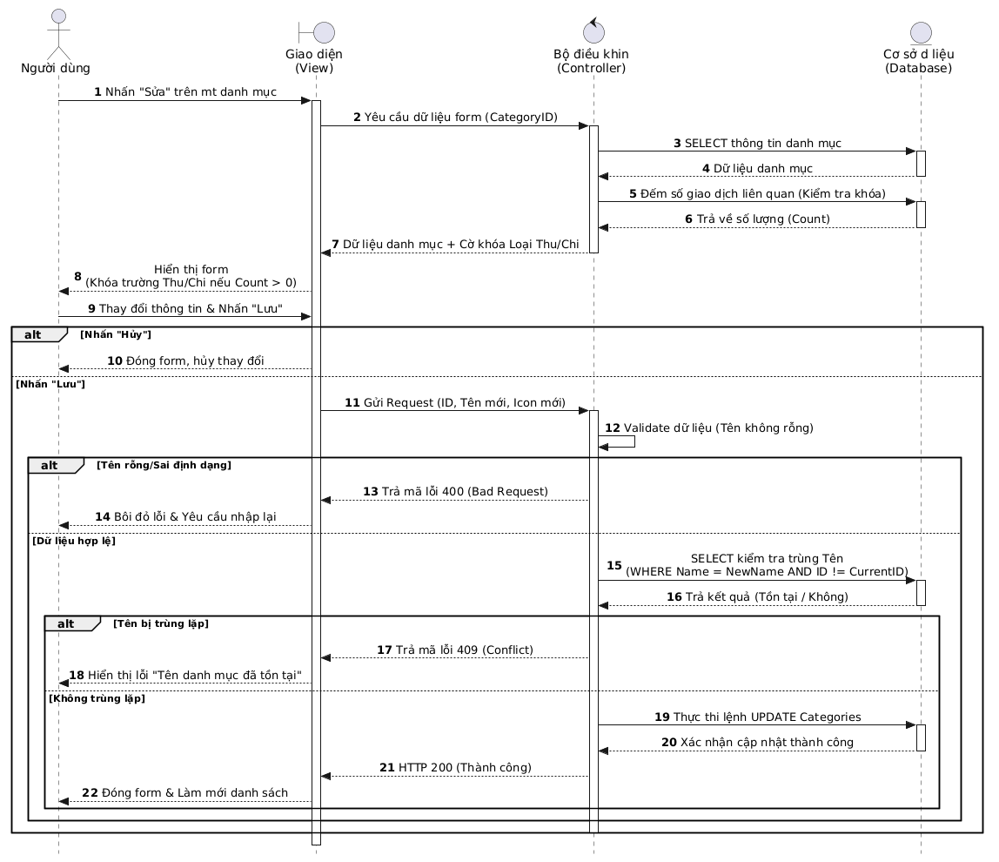 Người dùng
Giao diện
(View)
Bộ điều khin
(Controller)
Cơ sở d liệu
(Database)
1 Nhấn "Sửa" trên mt danh mục
2 Yêu cầu dữ liệu form (CategoryID)
3 SELECT thông tin danh mục
4 Dữ liệu danh mục
5 Đếm số giao dịch liên quan (Kiểm tra khóa)
6 Trả về số lượng (Count)
7 Dữ liệu danh mục + Cờ khóa Loại Thu/Chi
8 Hiển thị form
(Khóa trường Thu/Chi nếu Count > 0)
9 Thay đổi thông tin & Nhấn "Lưu"
alt [Nhấn "Hủy"]
10 Đóng form, hủy thay đổi
[Nhấn "Lưu"]
11 Gửi Request (ID, Tên mới, Icon mới)
12 Validate dữ liệu (Tên không rỗng)
alt [Tên rỗng/Sai định dạng]
13 Trả mã lỗi 400 (Bad Request)
14 Bôi đỏ lỗi & Yêu cầu nhập lại
[Dữ liệu hợp lệ]
15 SELECT kiểm tra trùng Tên
(WHERE Name = NewName AND ID != CurrentID)
16 Trả kết quả (Tồn tại / Không)
alt [Tên bị trùng lặp]
17 Trả mã lỗi 409 (Conflict)
18 Hiển thị lỗi "Tên danh mục đã tồn tại"
[Không trùng lặp]
19 Thực thi lệnh UPDATE Categories
20 Xác nhận cập nhật thành công
21 HTTP 200 (Thành công)
22 Đóng form & Làm mới danh sách